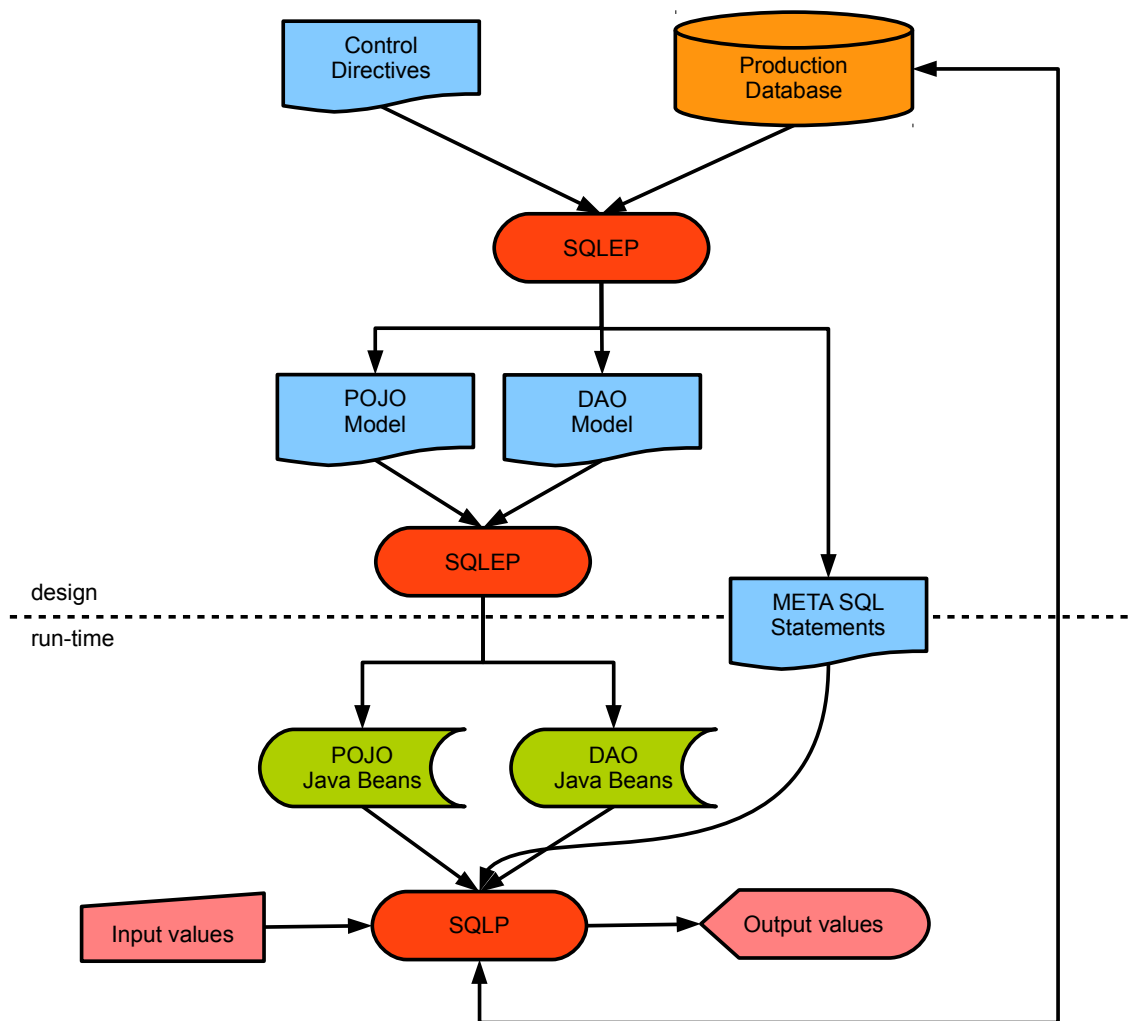 Control
Directives
Production
Database
SQLEP
POJO
Model
DAO
Model
SQLEP
design
META SQL
Statements
run-time
POJO
Java Beans
DAO
Java Beans
Input values
SQLP
Output values